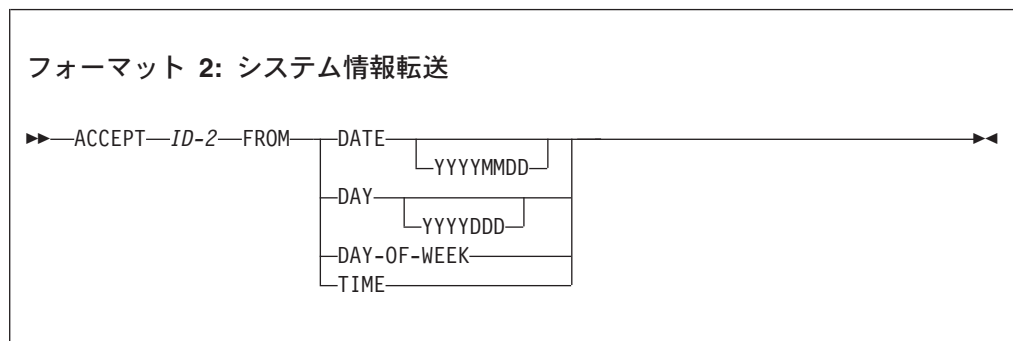 フォーマット 2: システム情報転送
ACCEPT ID-2 FROM DATE
YYYYMMDD
DAY
YYYYDDD
DAY-OF-WEEK
TIME